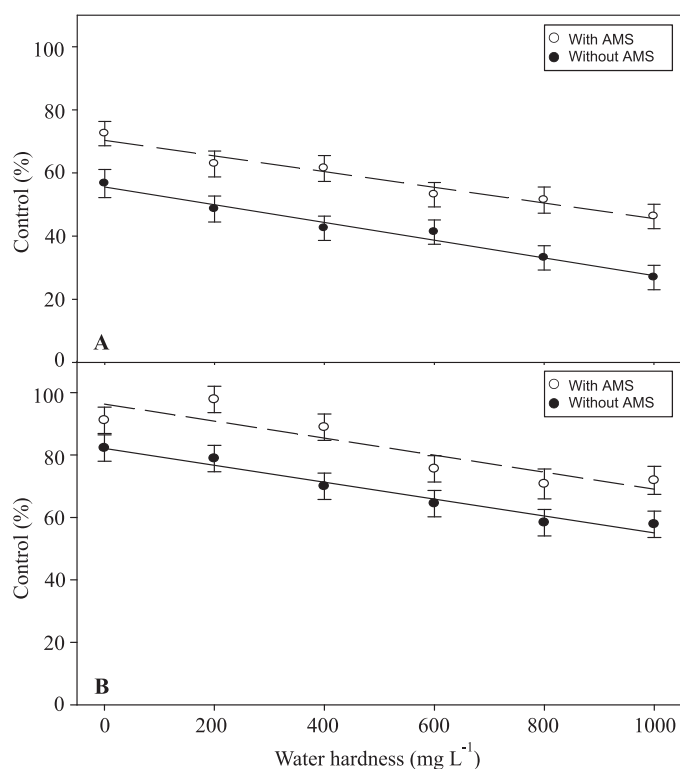 100
80
60
40
20
0
Control (%)
With AMS
Without AMS
A
100
80
60
40
20
0
Control (%)
With AMS
Without AMS
B
0 200 400 600 800 1000
Water hardness (mg L⁻¹)